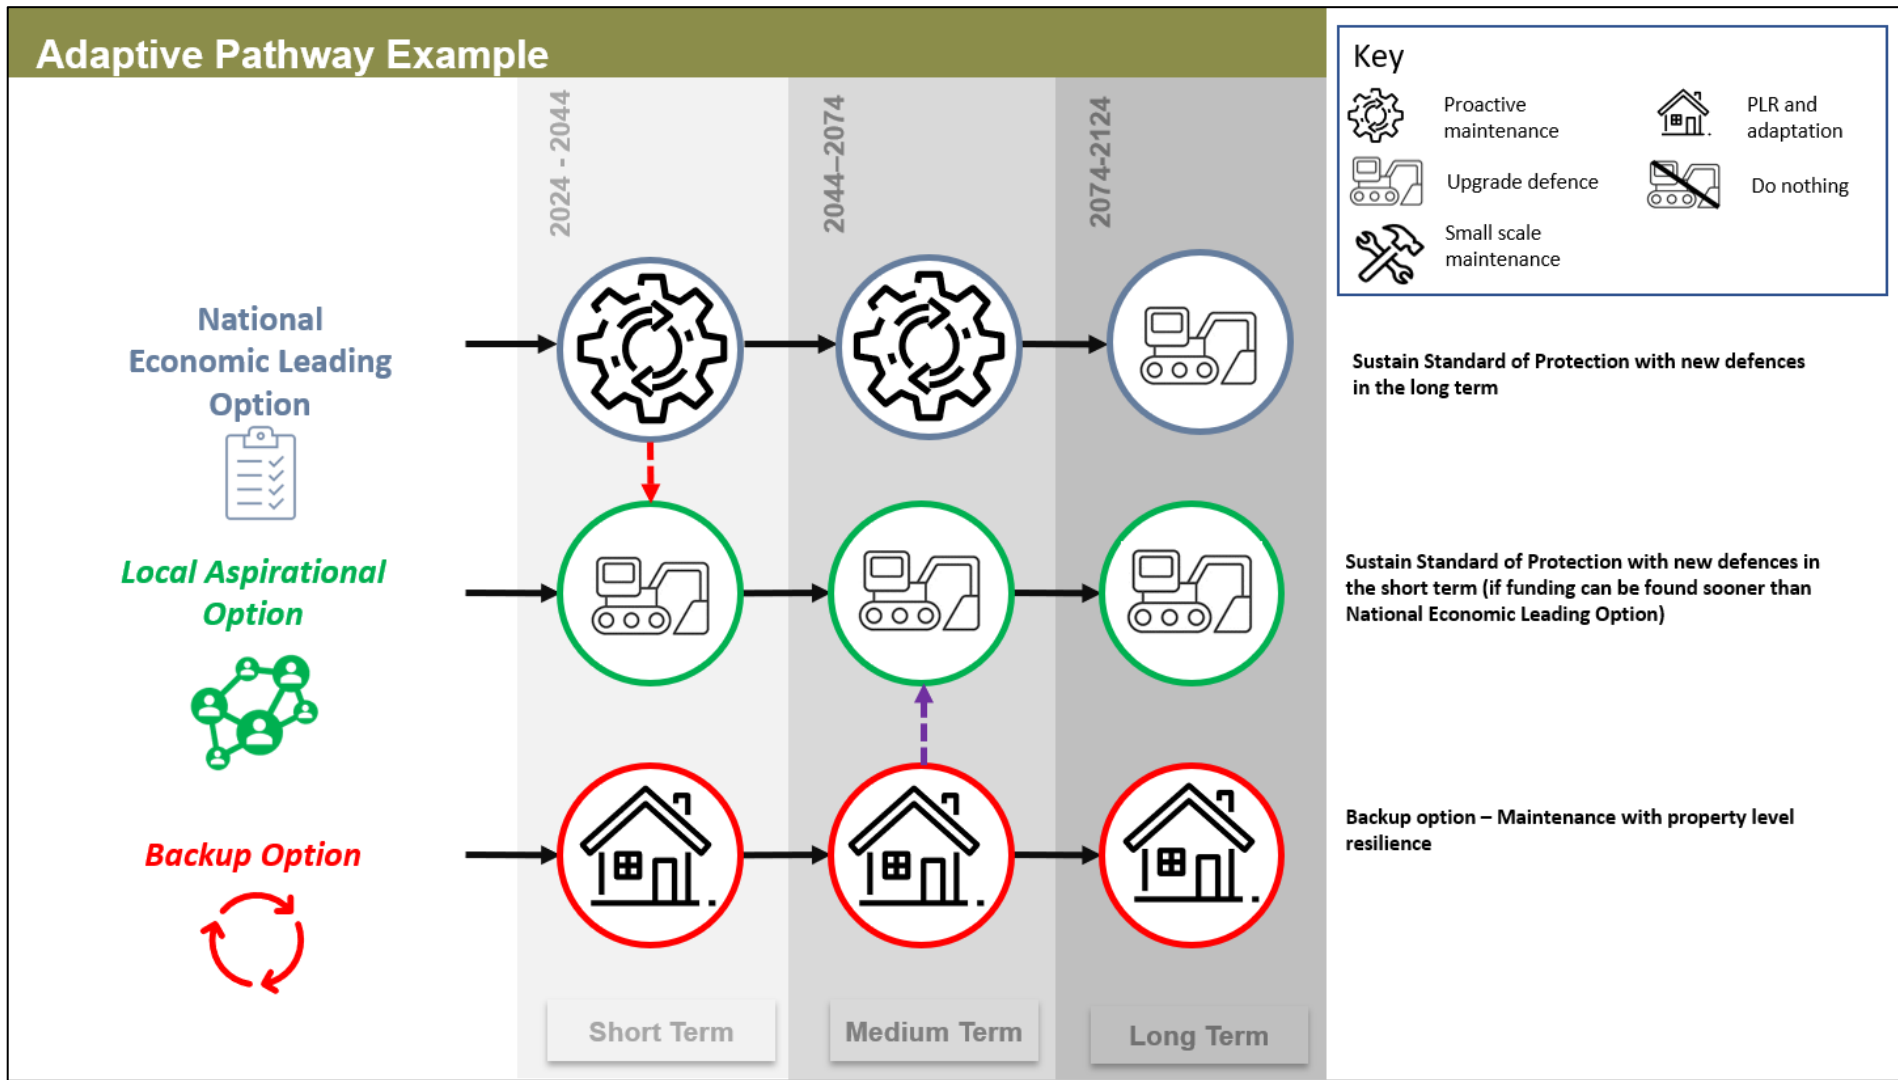 Adaptive Pathway Example
2024 - 2044
2044–2074
2074-2124
Key
Proactive
maintenance
PLR and
adaptation
Upgrade defence
Do nothing
Small scale
maintenance
National
Economic Leading
Option
Sustain Standard of Protection with new defences
in the long term
Local Aspirational
Option
Sustain Standard of Protection with new defences in
the short term (if funding can be found sooner than
National Economic Leading Option)
Backup Option
Backup option – Maintenance with property level
resilience
Short Term
Medium Term
Long Term